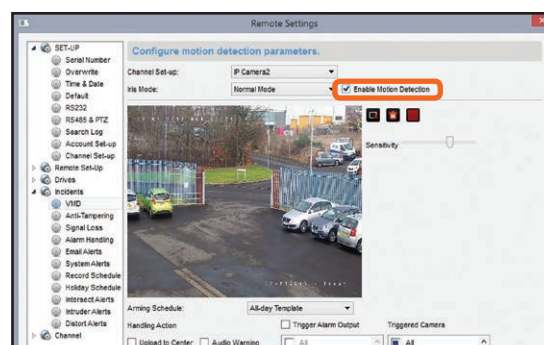 Remote Settings
SET-UP
Serial Number
Overwrite
Time & Date
Default
RS232
RS485 & PTZ
Search Log
Account Set-up
Channel Set-up
Remote Set-Up
Drives
Incidents
VMD
Anti-Tampering
Signal Loss
Alarm Handling
Email Alerts
System Alerts
Record Schedule
Holiday Schedule
Intersect Alerts
Intruder Alerts
Distort Alerts
Channel
Configure motion detection parameters.
Channel Set-up: IP Camera2
Iris Mode: Normal Mode Enable Motion Detection
Sensitivity
Arming Schedule: All-day Template
Handling Action Trigger Alarm Output Triggered Camera
Upload to Center Audio Warning All All